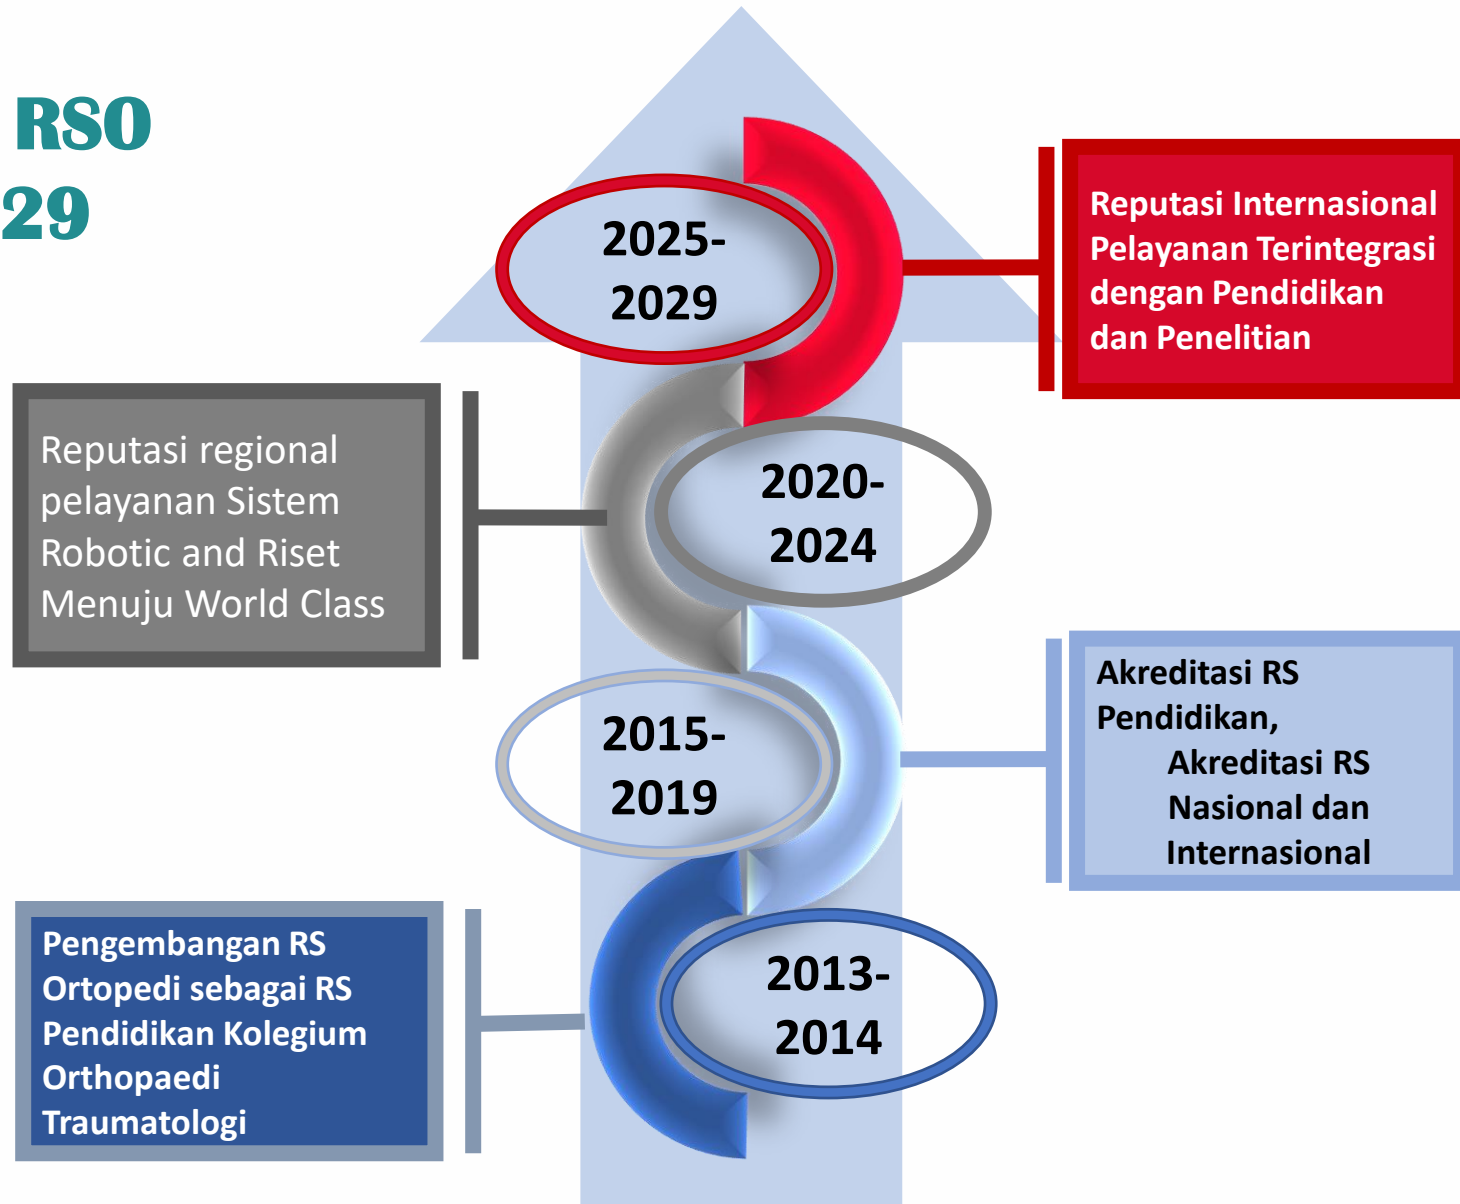 RSO
29
2025-
2029
Reputasi Internasional
Pelayanan Terintegrasi
dengan Pendidikan
dan Penelitian
Reputasi regional
pelayanan Sistem
Robotic and Riset
Menuju World Class
2020-
2024
2015-
2019
Akreditasi RS
Pendidikan,
Akreditasi RS
Nasional dan
Internasional
Pengembangan RS
Ortopedi sebagai RS
Pendidikan Kolegium
Orthopaedi
Traumatologi
2013-
2014